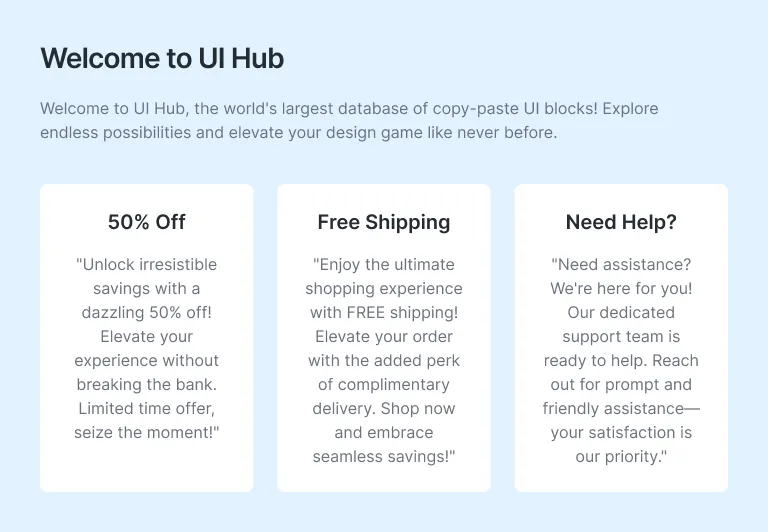 Welcome to UI Hub
Welcome to UI Hub, the world's largest database of copy-paste UI blocks! Explore
endless possibilities and elevate your design game like never before.
50% Off
"Unlock irresistible
savings with a
dazzling 50% off!
Elevate your
experience without
breaking the bank.
Limited time offer,
seize the moment!"
Free Shipping
"Enjoy the ultimate
shopping experience
with FREE shipping!
Elevate your order
with the added perk
of complimentary
delivery. Shop now
and embrace
seamless savings!"
Need Help?
"Need assistance?
We're here for you!
Our dedicated
support team is
ready to help. Reach
out for prompt and
friendly assistance—
your satisfaction is
our priority."